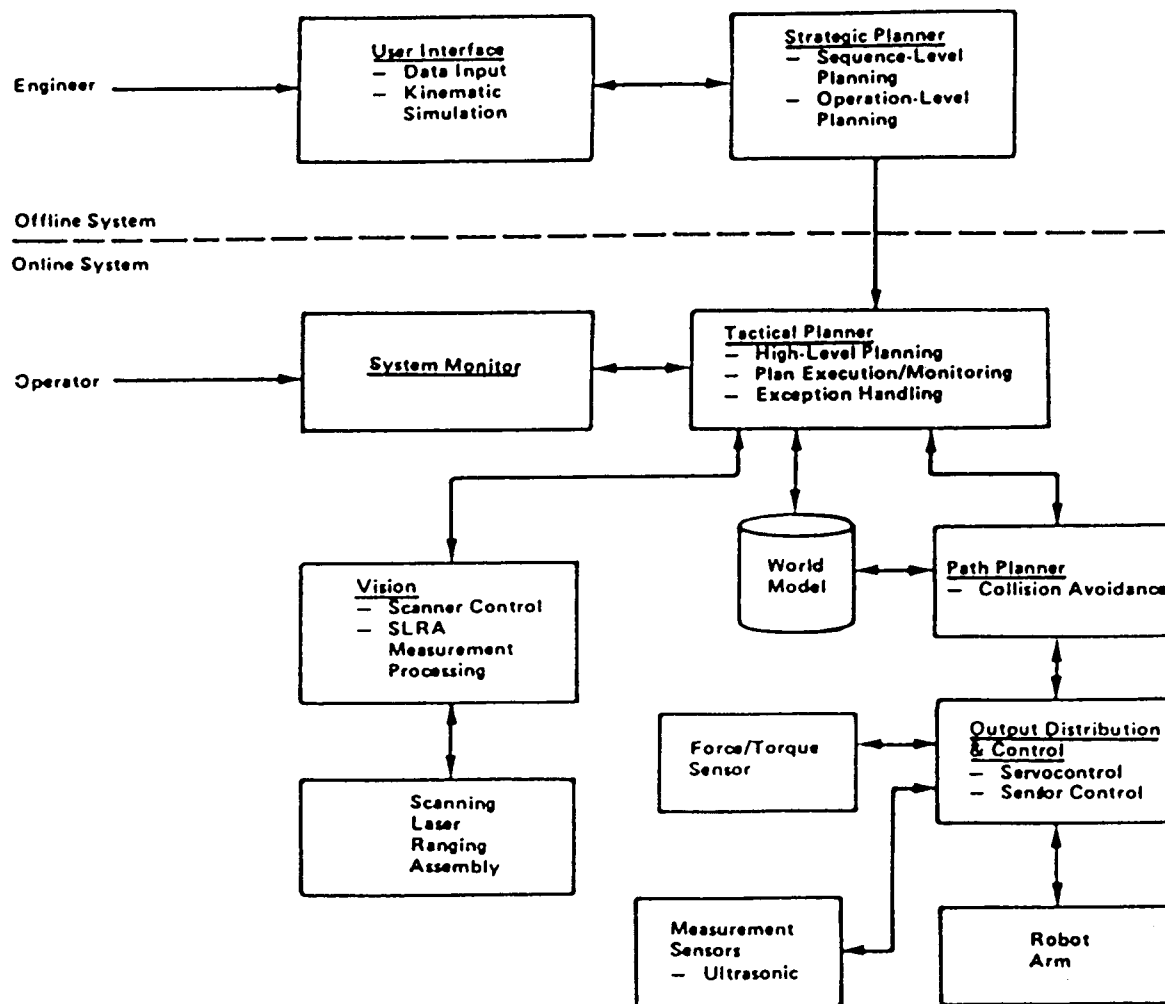 User Interface
– Data Input
– Kinematic
Simulation
Strategic Planner
– Sequence-Level
Planning
– Operation-Level
Planning
Engineer
Offline System
Online System
System Monitor
Tactical Planner
– High-Level Planning
– Plan Execution/Monitoring
– Exception Handling
Operator
Vision
– Scanner Control
– SLRA
Measurement
Processing
World
Model
Path Planner
– Collision Avoidance
Force/Torque
Sensor
Output Distribution
& Control
– Servocontrol
– Sensor Control
Scanning
Laser
Ranging
Assembly
Measurement
Sensors
– Ultrasonic
Robot
Arm